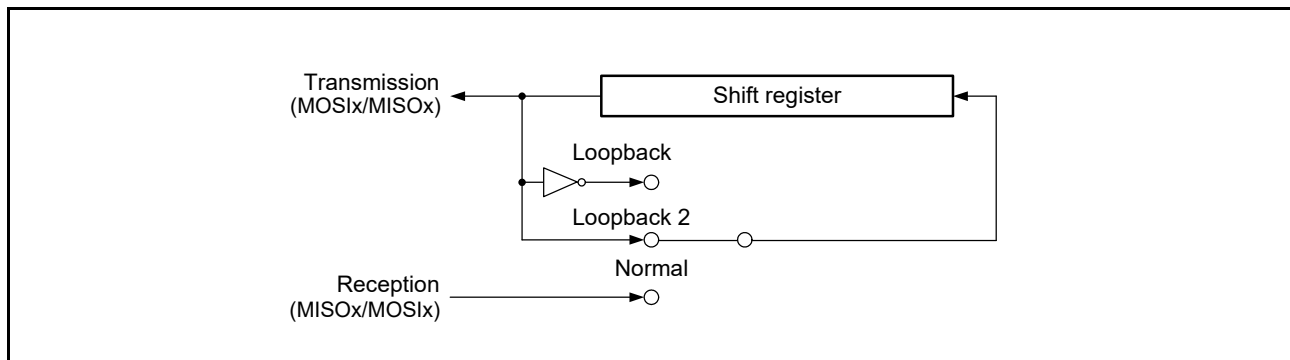 Transmission
(MOSIx/MISOx)
Shift register
Loopback
Loopback 2
Normal
Reception
(MISOx/MOSIx)